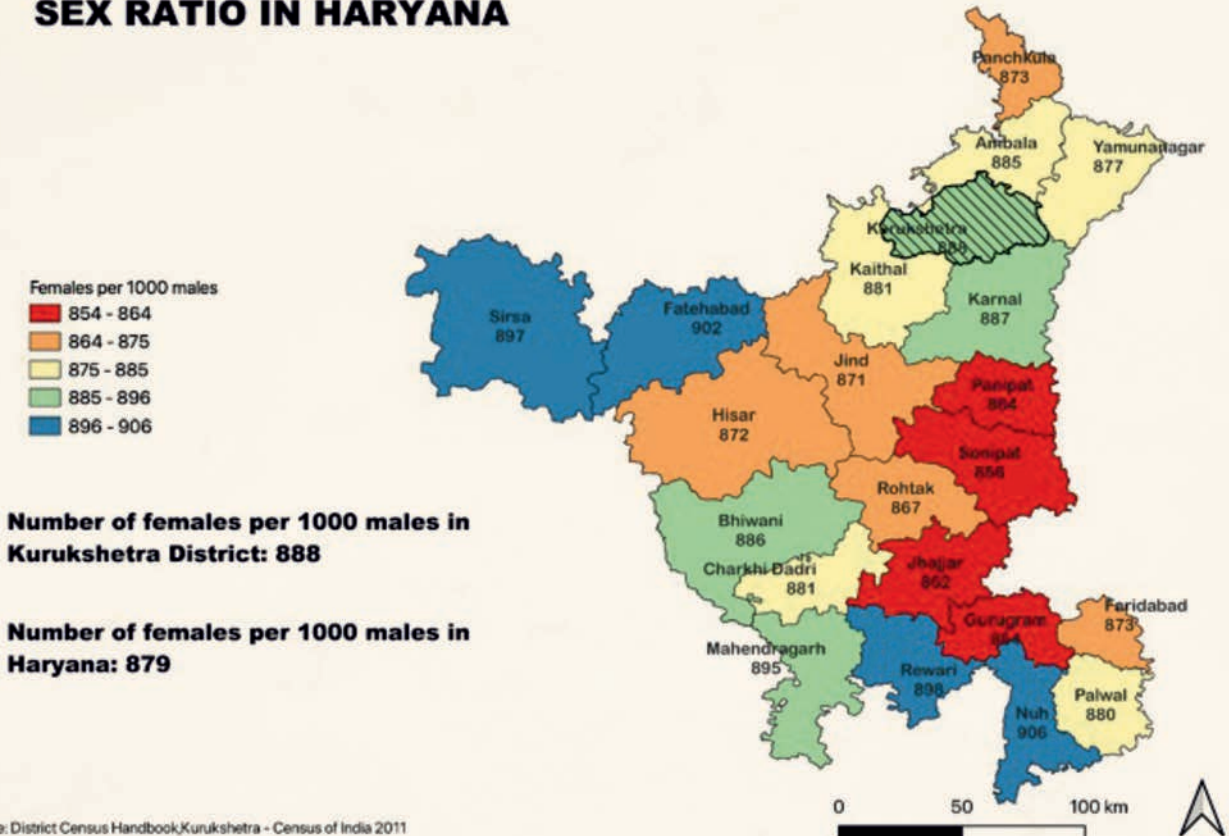 SEX RATIO IN HARYANA
Panchkula
873
Ambala
885
Yamunanagar
877
Kurukshetra
888
Kaithal
881
Karnal
887
Sirsa
897
Fatehabad
902
Jind
871
Panipat
864
Hisar
872
Sonipat
856
Rohtak
867
Bhiwani
886
Charkhi Dadri
881
Jhajjar
862
Gurugram
854
Faridabad
873
Mahendragarh
895
Rewari
898
Nuh
906
Palwal
880
Females per 1000 males
854 - 864
864 - 875
875 - 885
885 - 896
896 - 906
Number of females per 1000 males in
Kurukshetra District: 888
Number of females per 1000 males in
Haryana: 879
0 50 100 km
e: District Census Handbook,Kurukshetra - Census of India 2011